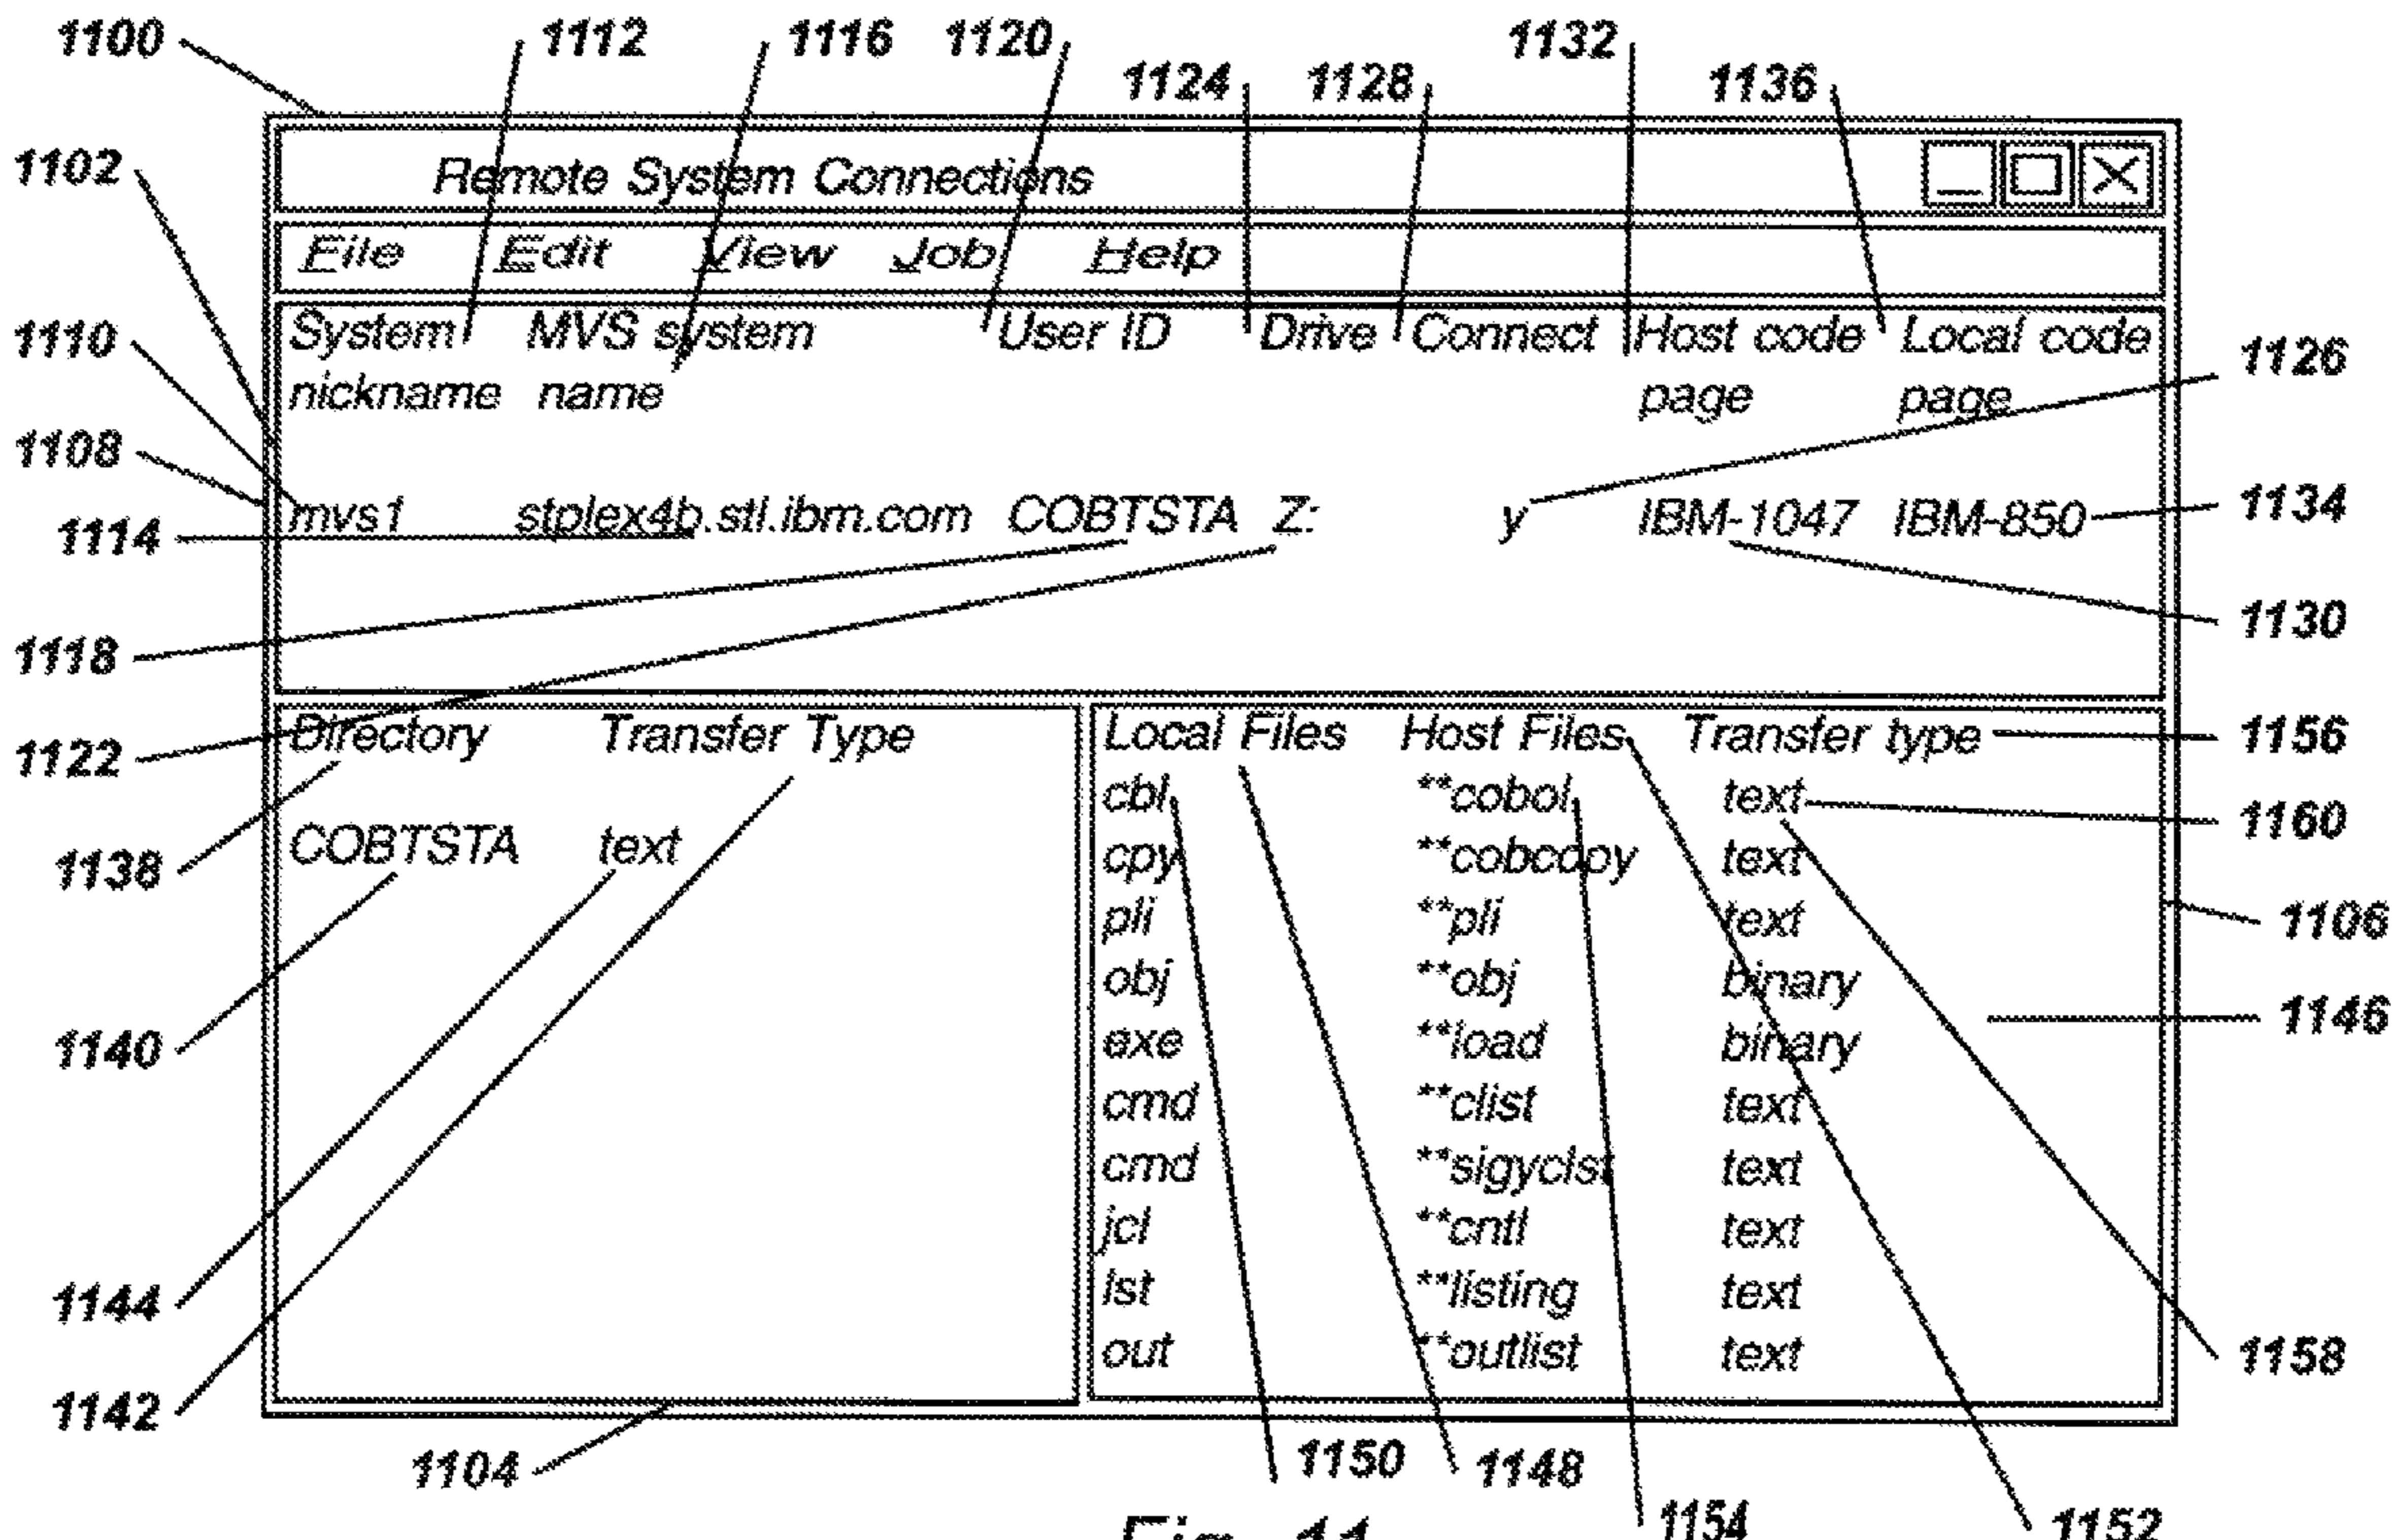 1100 1112 1116 1120 1132
1124 1128 1136
1102 Remote System Connections
File Edit View Job Help
1110 System MVS system User ID Drive Connect Host code Local code 1126
nickname name page page
1108
mvs1 stplex4b.stl.ibm.com COBTSTA Z: y IBM-1047 IBM-850 1134
1114
1118 1130
1122 Directory Transfer Type Local Files Host Files Transfer type 1156
cbl **cobol text 1160
1138 COBTSTA text cpy **cobcopy text
pli **pli text 1106
obj **obj binary
1140 exe **load binary 1146
cmd **clist text
cmd **sigyclst text
jcl **cntl text
1144 lst **listing text
out **outlist text 1158
1142
1104 1150 1148
1154 1152
Fig. 11